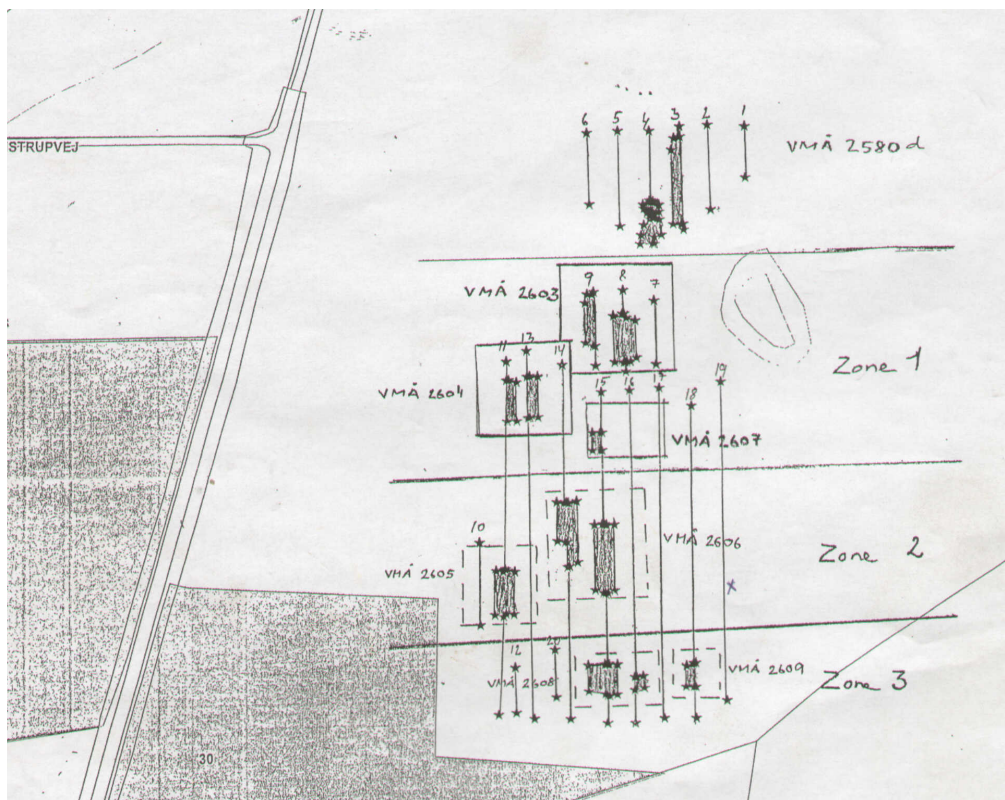 6 5 4 3 2 1
VMÅ 2580d
STRUPVEJ
VMÅ 2603
9 8 7
11 13 14
Zone 1
VMÅ 2604
15 16 17 18 19
VMÅ 2607
10
VMÅ 2605
VMÅ 2606
Zone 2
12 20
VMÅ 2608
VMÅ 2609
Zone 3
30